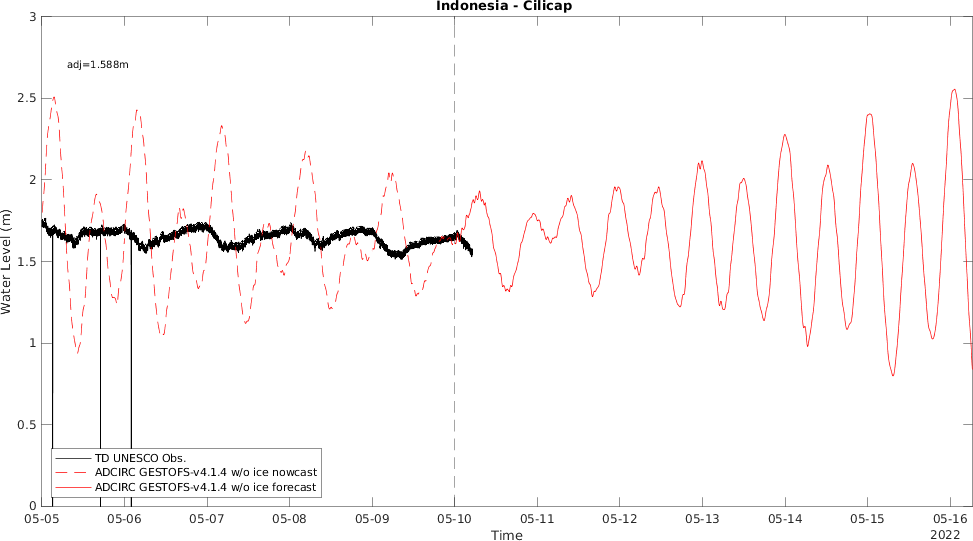 Indonesia - Cilicap
adj=1.588m
Water Level (m)
3
2.5
2
1.5
1
0.5
0
TD UNESCO Obs.
ADCIRC GESTOFS-v4.1.4 w/o ice nowcast
ADCIRC GESTOFS-v4.1.4 w/o ice forecast
05-05 05-06 05-07 05-08 05-09 05-10 05-11 05-12 05-13 05-14 05-15 05-16
Time
2022